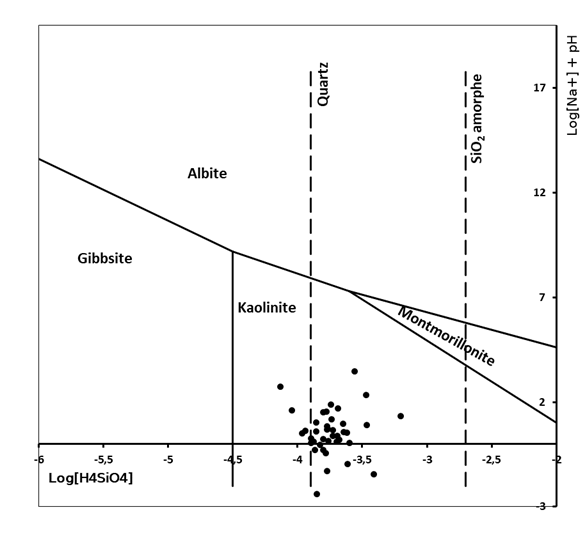 Log[Na+] + pH
17
12
7
2
-3
Quartz
SiO₂ amorphe
Albite
Gibbsite
Kaolinite
Montmorillonite
-6 -5,5 -5 -4,5 -4 -3,5 -3 -2,5 -2
Log[H4SiO4]